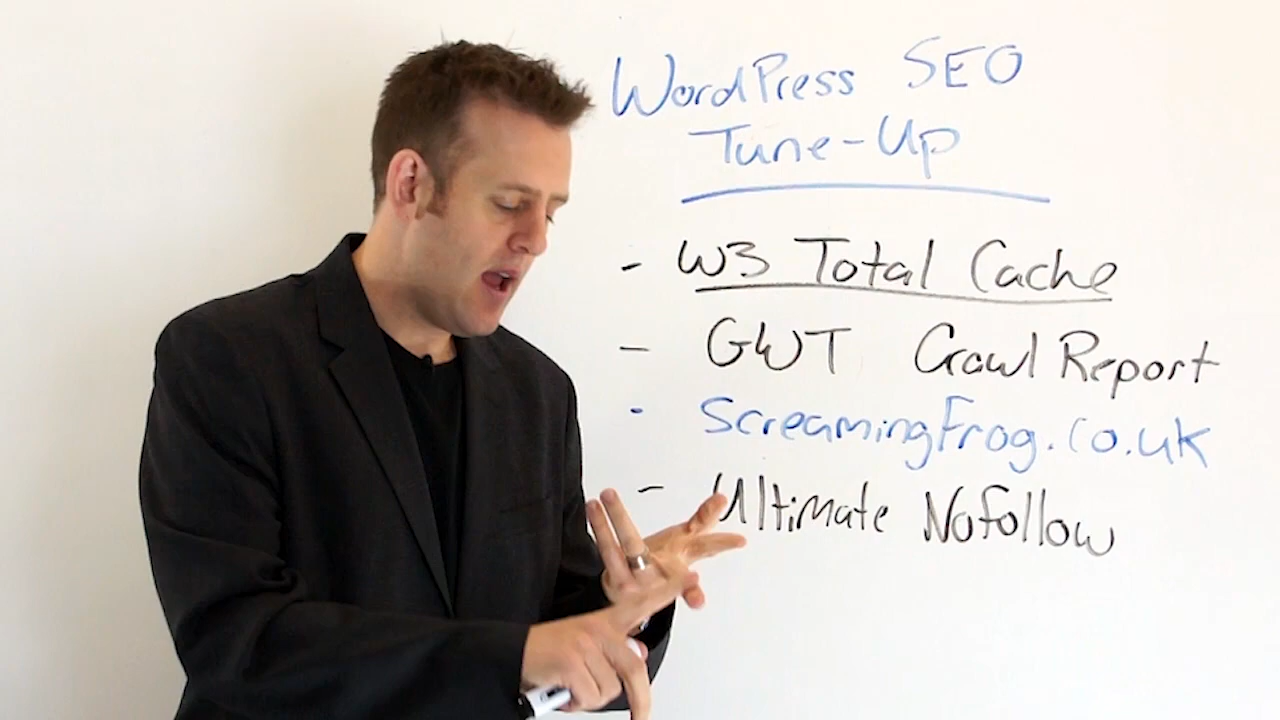 WordPress SEO
Tune-Up
- W3 Total Cache
- GWT Crawl Report
· ScreamingFrog.co.uk
- Ultimate Nofollow